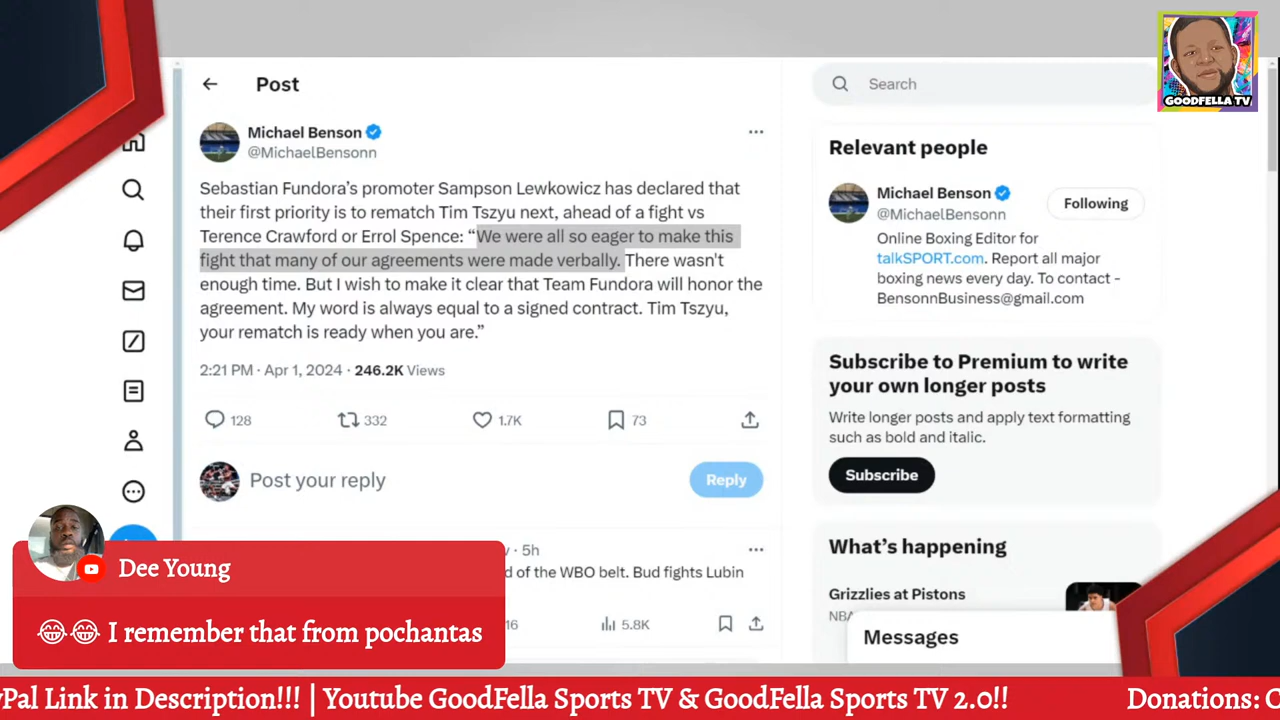 GOODFELLA TV
Post
Michael Benson
@MichaelBensonn
Sebastian Fundora's promoter Sampson Lewkowicz has declared that
their first priority is to rematch Tim Tszyu next, ahead of a fight vs
Terence Crawford or Errol Spence: “We were all so eager to make this
fight that many of our agreements were made verbally. There wasn't
enough time. But I wish to make it clear that Team Fundora will honor the
agreement. My word is always equal to a signed contract. Tim Tszyu,
your rematch is ready when you are.”
2:21 PM · Apr 1, 2024 · 246.2K Views
128 332 1.7K 73
Post your reply
Reply
· 5h
d of the WBO belt. Bud fights Lubin
16 5.8K
Search
Relevant people
Michael Benson
@MichaelBensonn
Following
Online Boxing Editor for
talkSPORT.com. Report all major
boxing news every day. To contact -
BensonnBusiness@gmail.com
Subscribe to Premium to write
your own longer posts
Write longer posts and apply text formatting
such as bold and italic.
Subscribe
What's happening
Grizzlies at Pistons
NBA
Messages
Dee Young
😂😂 I remember that from pochantas
PayPal Link in Description!!! | Youtube GoodFella Sports TV & GoodFella Sports TV 2.0!! Donations: C